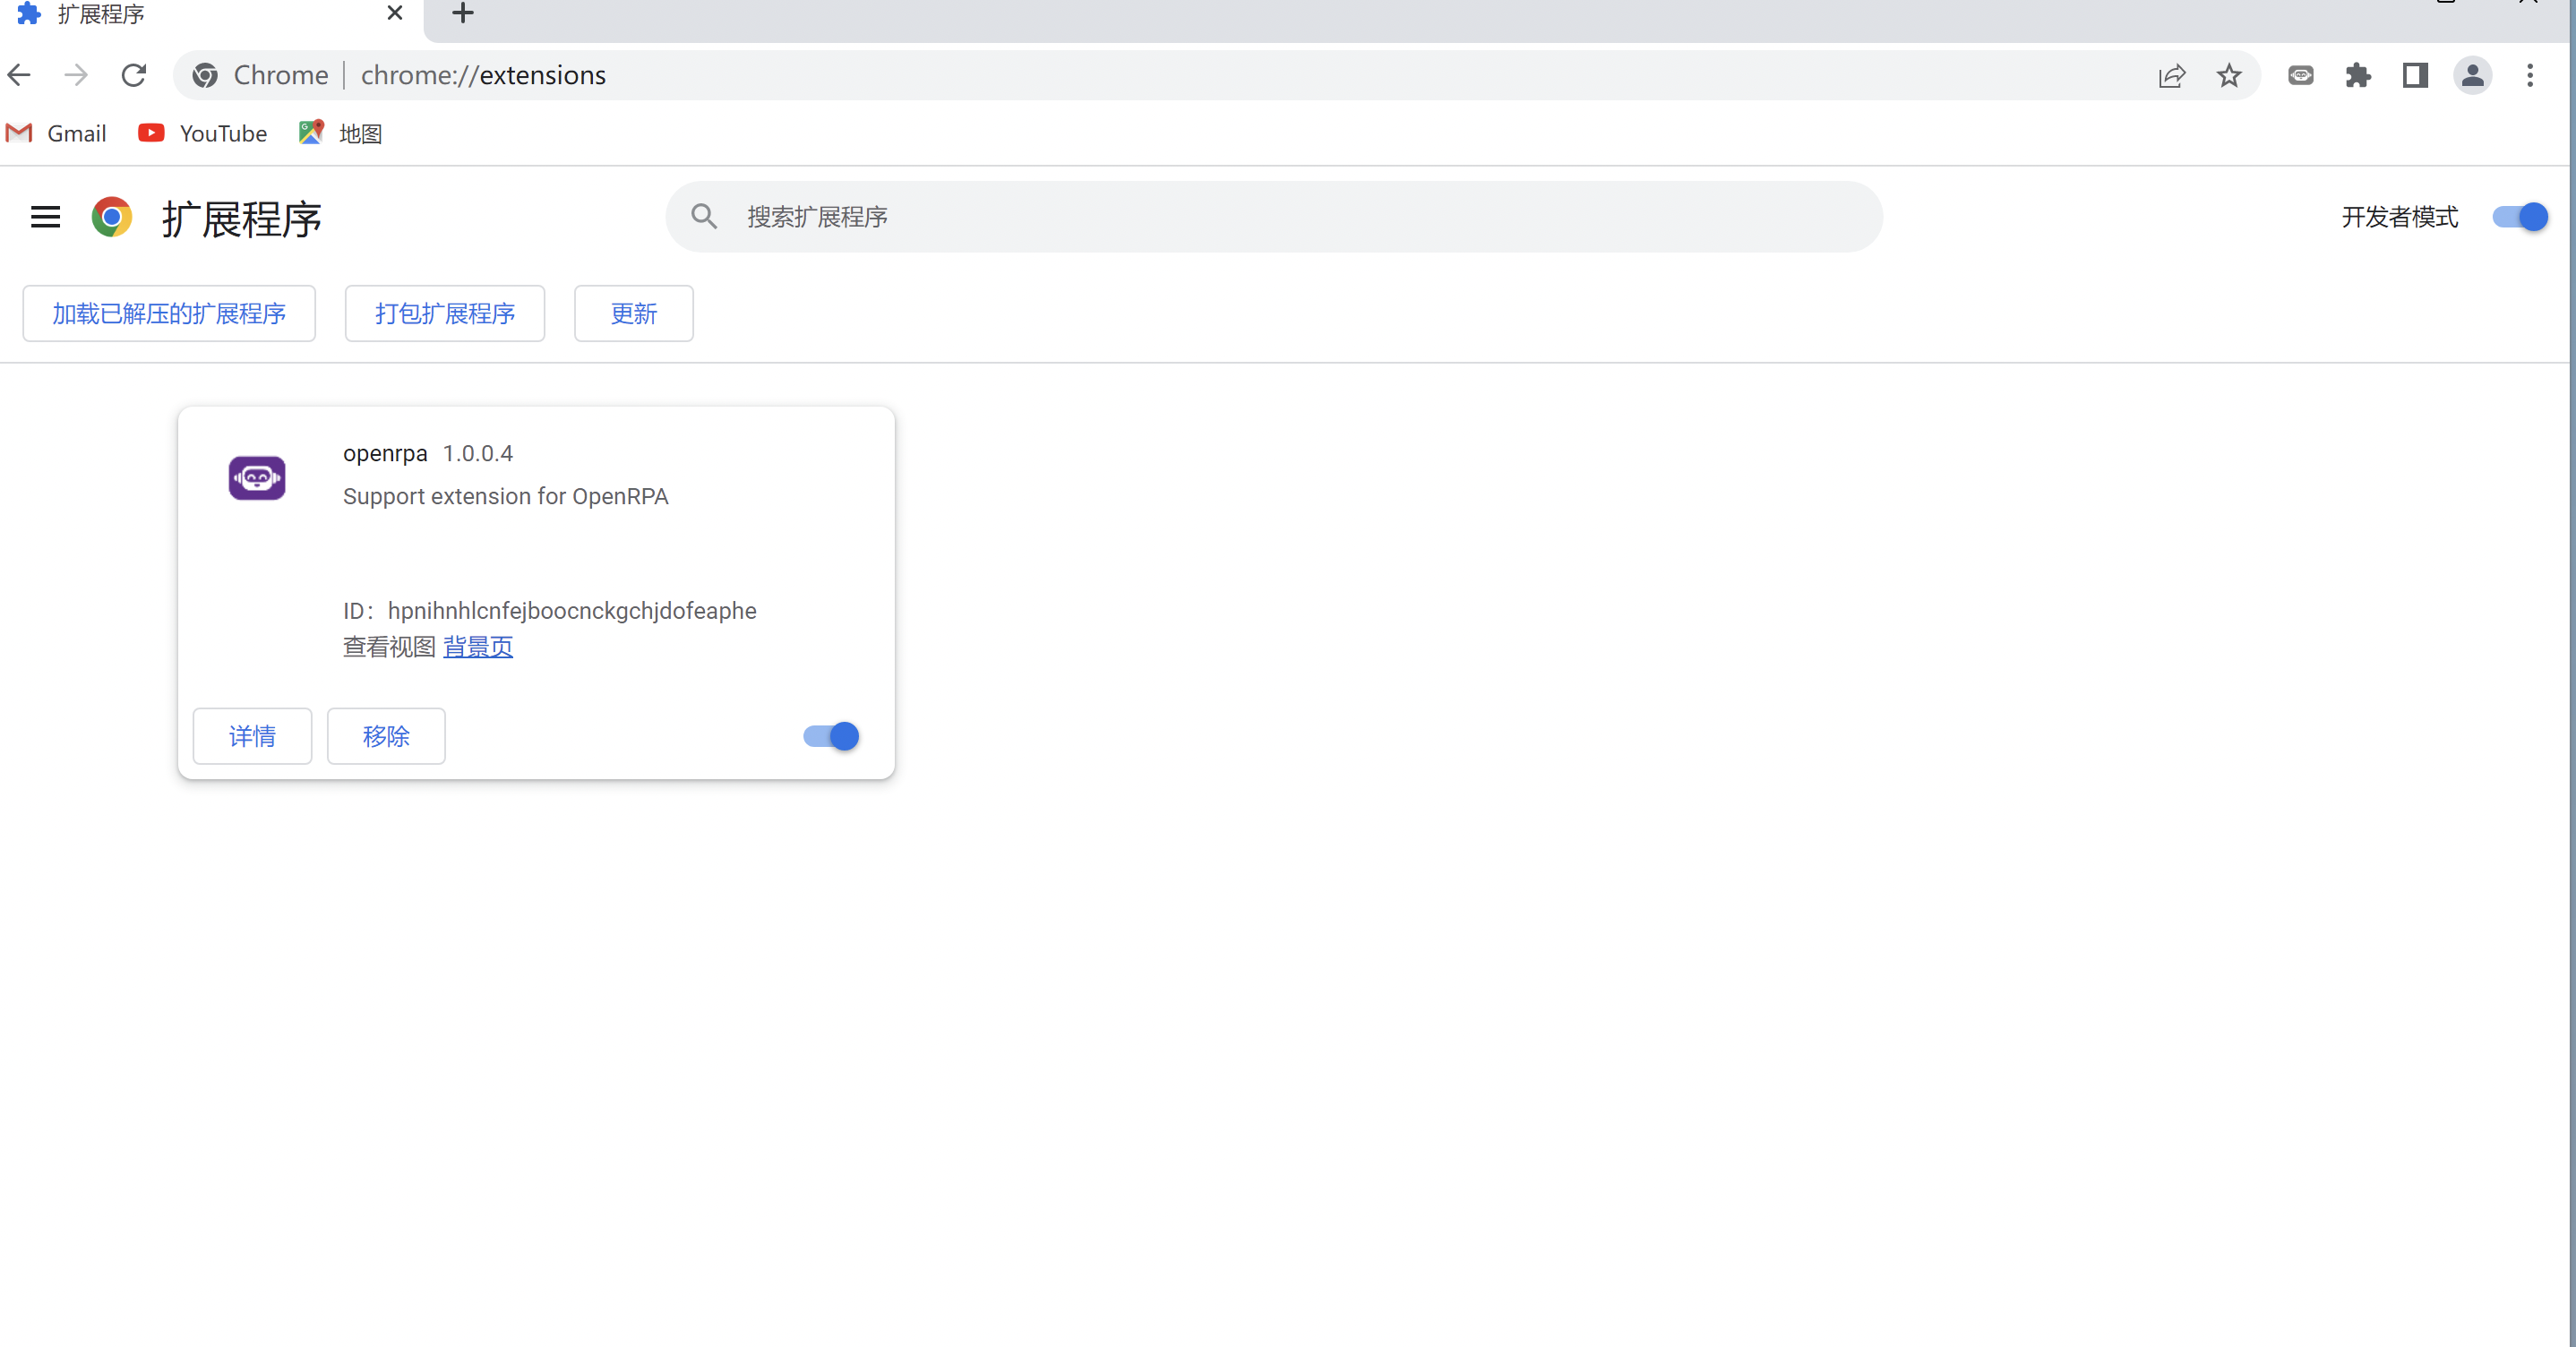 扩展程序
Chrome chrome://extensions
Gmail YouTube 地图
扩展程序 搜索扩展程序 开发者模式
加载已解压的扩展程序 打包扩展程序 更新
openrpa 1.0.0.4
Support extension for OpenRPA
ID：hpnihnhlcnfejboocnckgchjdofeaphe
查看视图 背景页
详情 移除